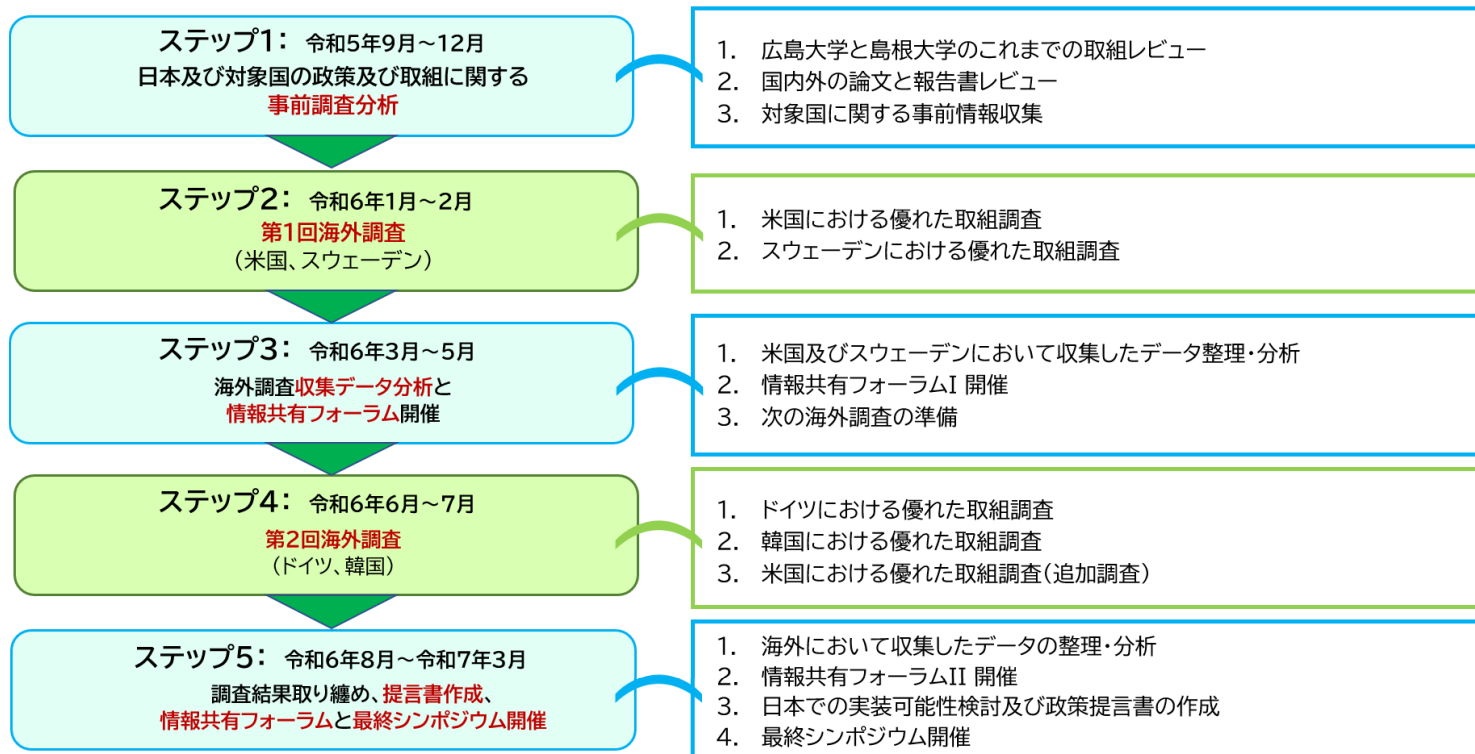 ステップ1： 令和5年9月～12月
日本及び対象国の政策及び取組に関する
事前調査分析
1. 広島大学と島根大学のこれまでの取組レビュー
2. 国内外の論文と報告書レビュー
3. 対象国に関する事前情報収集
ステップ2： 令和6年1月～2月
第1回海外調査
（米国、スウェーデン）
1. 米国における優れた取組調査
2. スウェーデンにおける優れた取組調査
ステップ3： 令和6年3月～5月
海外調査収集データ分析と
情報共有フォーラム開催
1. 米国及びスウェーデンにおいて収集したデータ整理・分析
2. 情報共有フォーラムI 開催
3. 次の海外調査の準備
ステップ4： 令和6年6月～7月
第2回海外調査
（ドイツ、韓国）
1. ドイツにおける優れた取組調査
2. 韓国における優れた取組調査
3. 米国における優れた取組調査（追加調査）
ステップ5： 令和6年8月～令和7年3月
調査結果取り纏め、提言書作成、
情報共有フォーラムと最終シンポジウム開催
1. 海外において収集したデータの整理・分析
2. 情報共有フォーラムII 開催
3. 日本での実装可能性検討及び政策提言書の作成
4. 最終シンポジウム開催